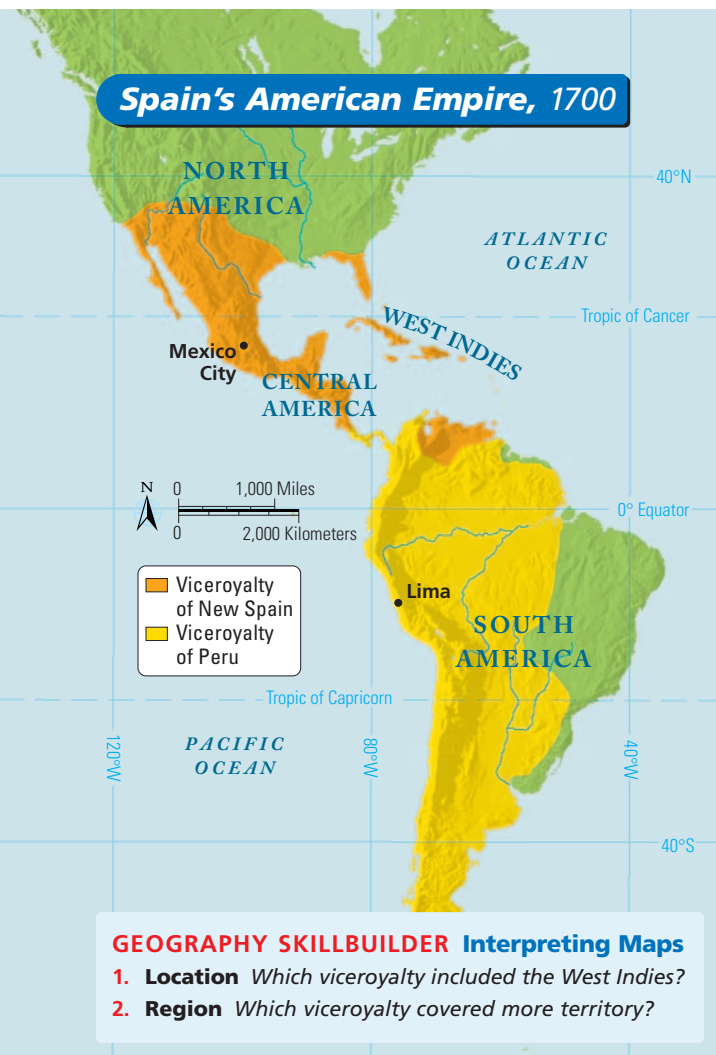 Spain's American Empire, 1700
NORTH
AMERICA
40°N
ATLANTIC
OCEAN
Tropic of Cancer
WEST INDIES
Mexico
City
CENTRAL
AMERICA
N
0 1,000 Miles
0 2,000 Kilometers
0° Equator
Viceroyalty
of New Spain
Viceroyalty
of Peru
Lima
SOUTH
AMERICA
Tropic of Capricorn
PACIFIC
OCEAN
120°W
80°W
40°W
40°S
GEOGRAPHY SKILLBUILDER Interpreting Maps
1. Location Which viceroyalty included the West Indies?
2. Region Which viceroyalty covered more territory?